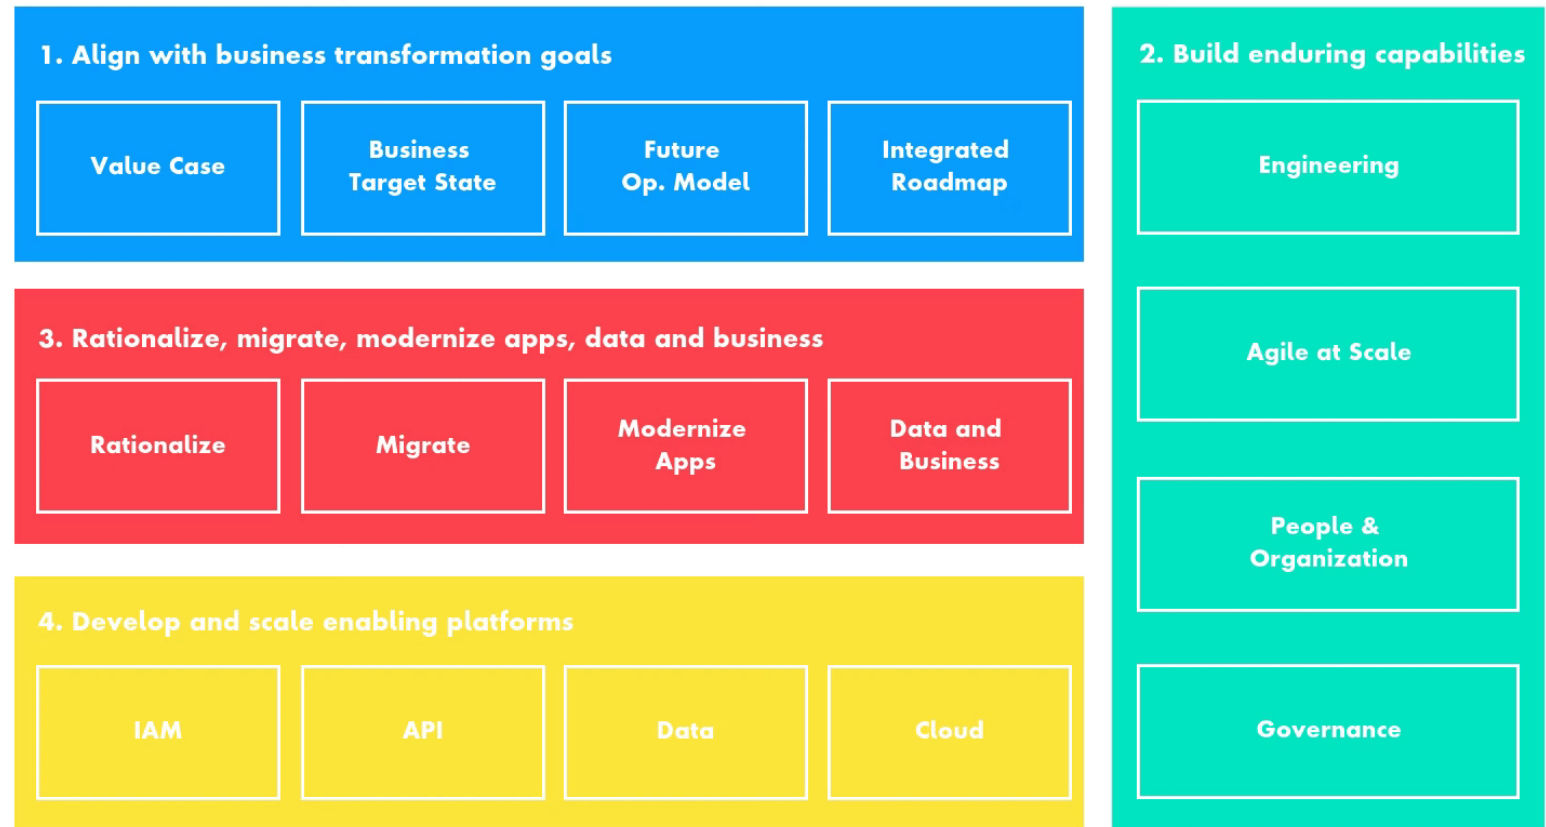 1. Align with business transformation goals
Value Case
Business
Target State
Future
Op. Model
Integrated
Roadmap
2. Build enduring capabilities
Engineering
Agile at Scale
People &
Organization
Governance
3. Rationalize, migrate, modernize apps, data and business
Rationalize
Migrate
Modernize
Apps
Data and
Business
4. Develop and scale enabling platforms
IAM
API
Data
Cloud